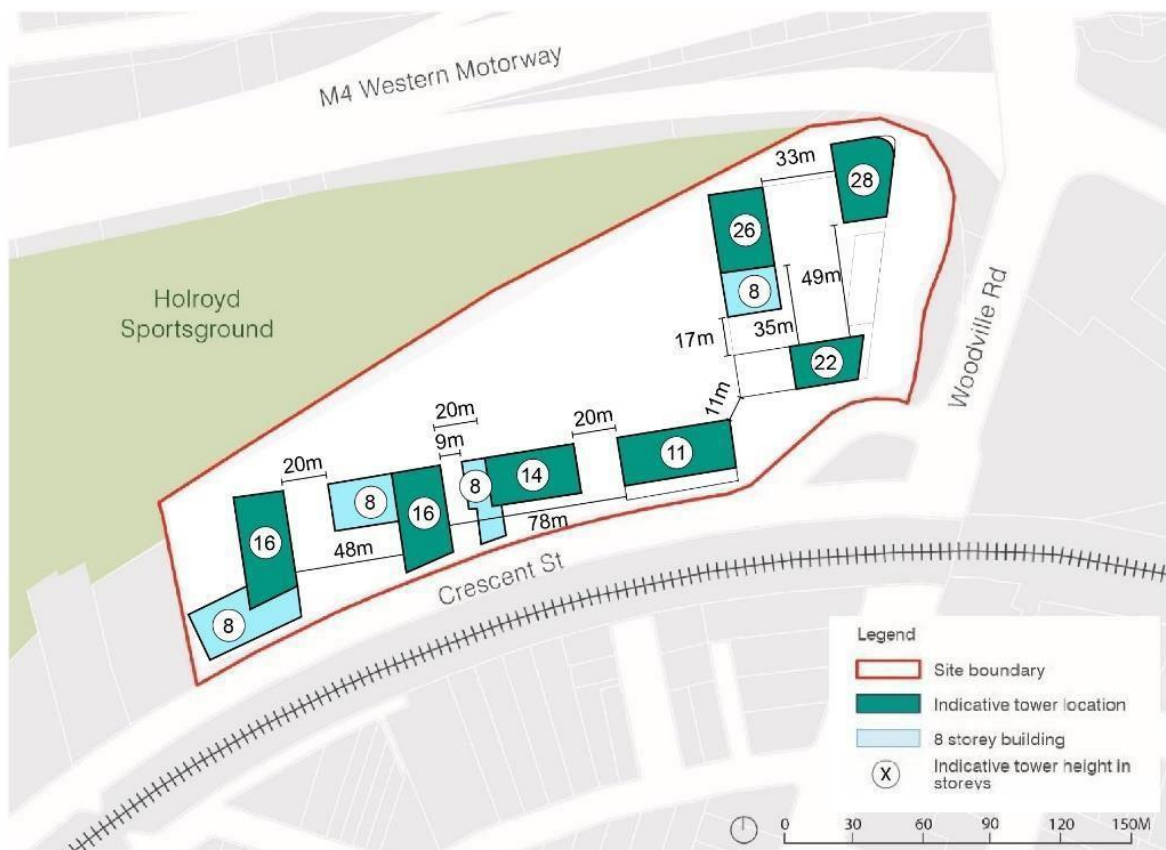 M4 Western Motorway
33m
28
26
Holroyd
Sportsground
8
49m
35m
17m
Woodville Rd
22
11m
20m
9m
20m
11
20m
8
14
8
16
16
78m
48m
Crescent St
8
Legend
Site boundary
Indicative tower location
8 storey building
X
Indicative tower height in
storeys
0 30 60 90 120 150M